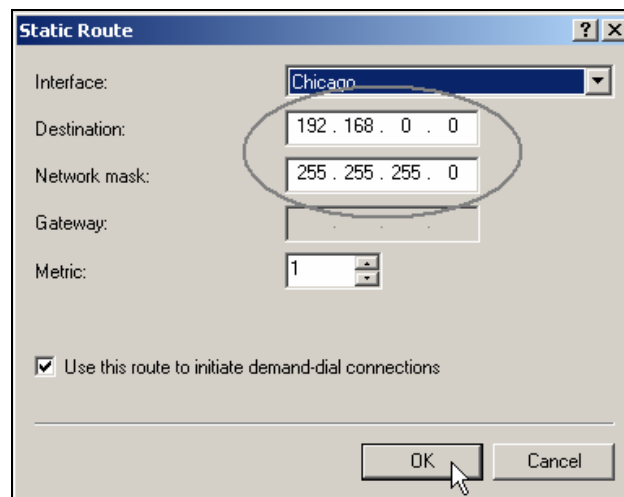 Static Route
Interface: Chicago
Destination: 192 . 168 . 0 . 0
Network mask: 255 . 255 . 255 . 0
Gateway: . . .
Metric: 1
Use this route to initiate demand-dial connections
OK Cancel